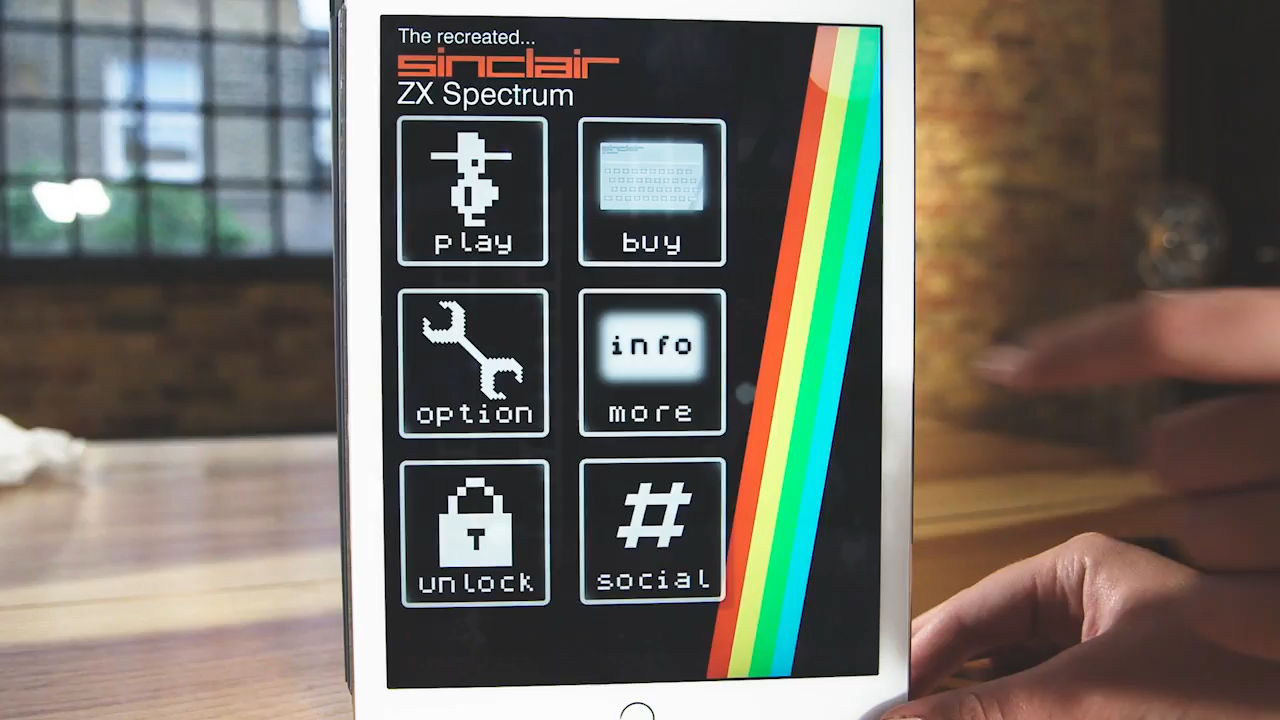 The recreated...
sinclair
ZX Spectrum
play
buy
option
info
more
unlock
social